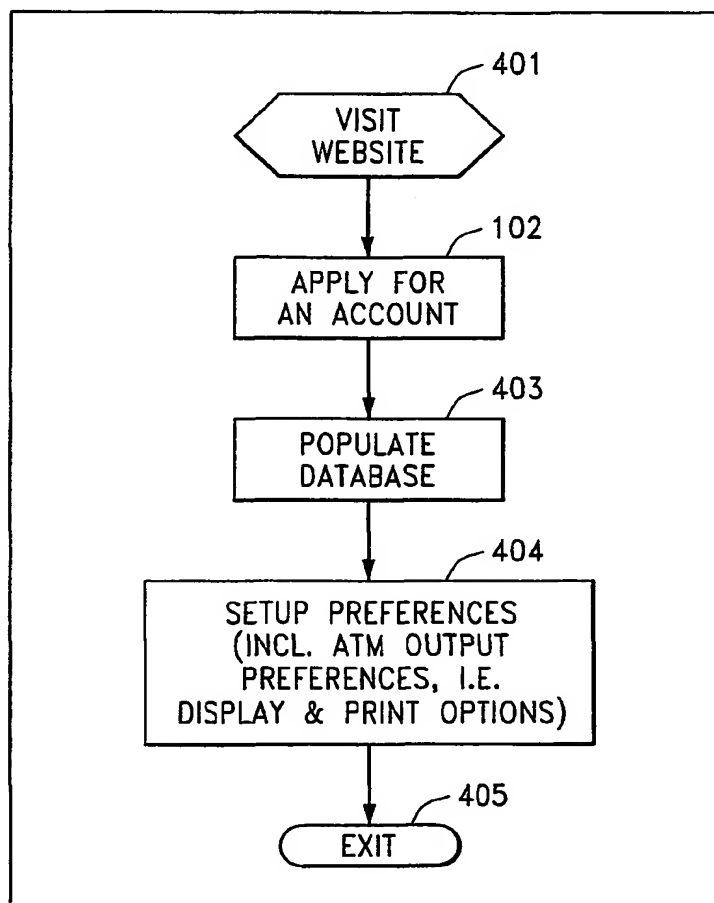 401
VISIT
WEBSITE
102
APPLY FOR
AN ACCOUNT
403
POPULATE
DATABASE
404
SETUP PREFERENCES
(INCL. ATM OUTPUT
PREFERENCES, I.E.
DISPLAY & PRINT OPTIONS)
405
EXIT